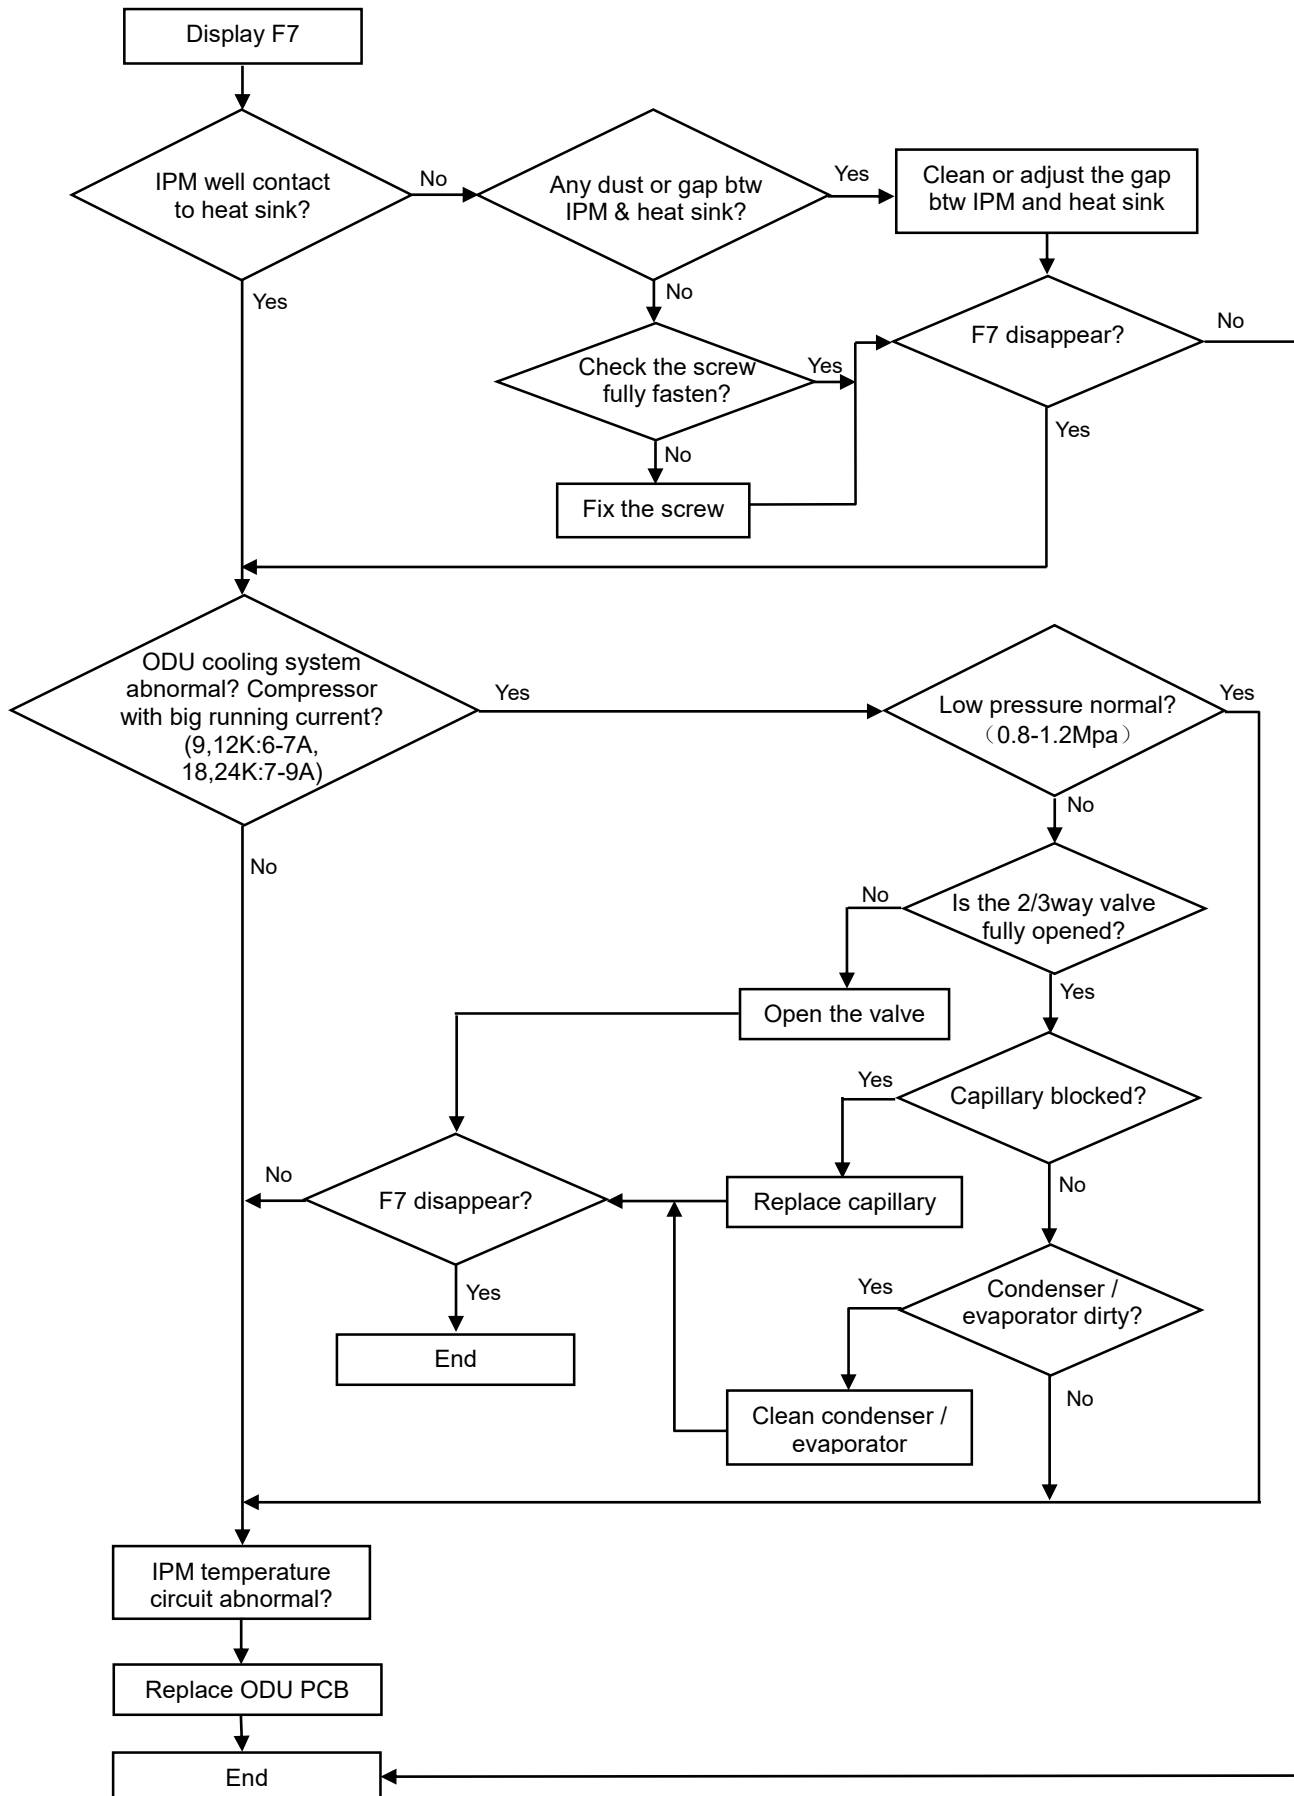 Display F7
IPM well contact
to heat sink?
No
Any dust or gap btw
IPM & heat sink?
Yes
Clean or adjust the gap
btw IPM and heat sink
Yes
No
Check the screw
fully fasten?
Yes
F7 disappear?
No
No
Fix the screw
Yes
ODU cooling system
abnormal? Compressor
with big running current?
(9,12K:6-7A,
18,24K:7-9A)
Yes
Low pressure normal?
（0.8-1.2Mpa）
Yes
No
No
Is the 2/3way valve
fully opened?
No
Open the valve
Yes
Capillary blocked?
Yes
Replace capillary
No
F7 disappear?
No
Yes
End
Condenser /
evaporator dirty?
Yes
Clean condenser /
evaporator
No
IPM temperature
circuit abnormal?
Replace ODU PCB
End